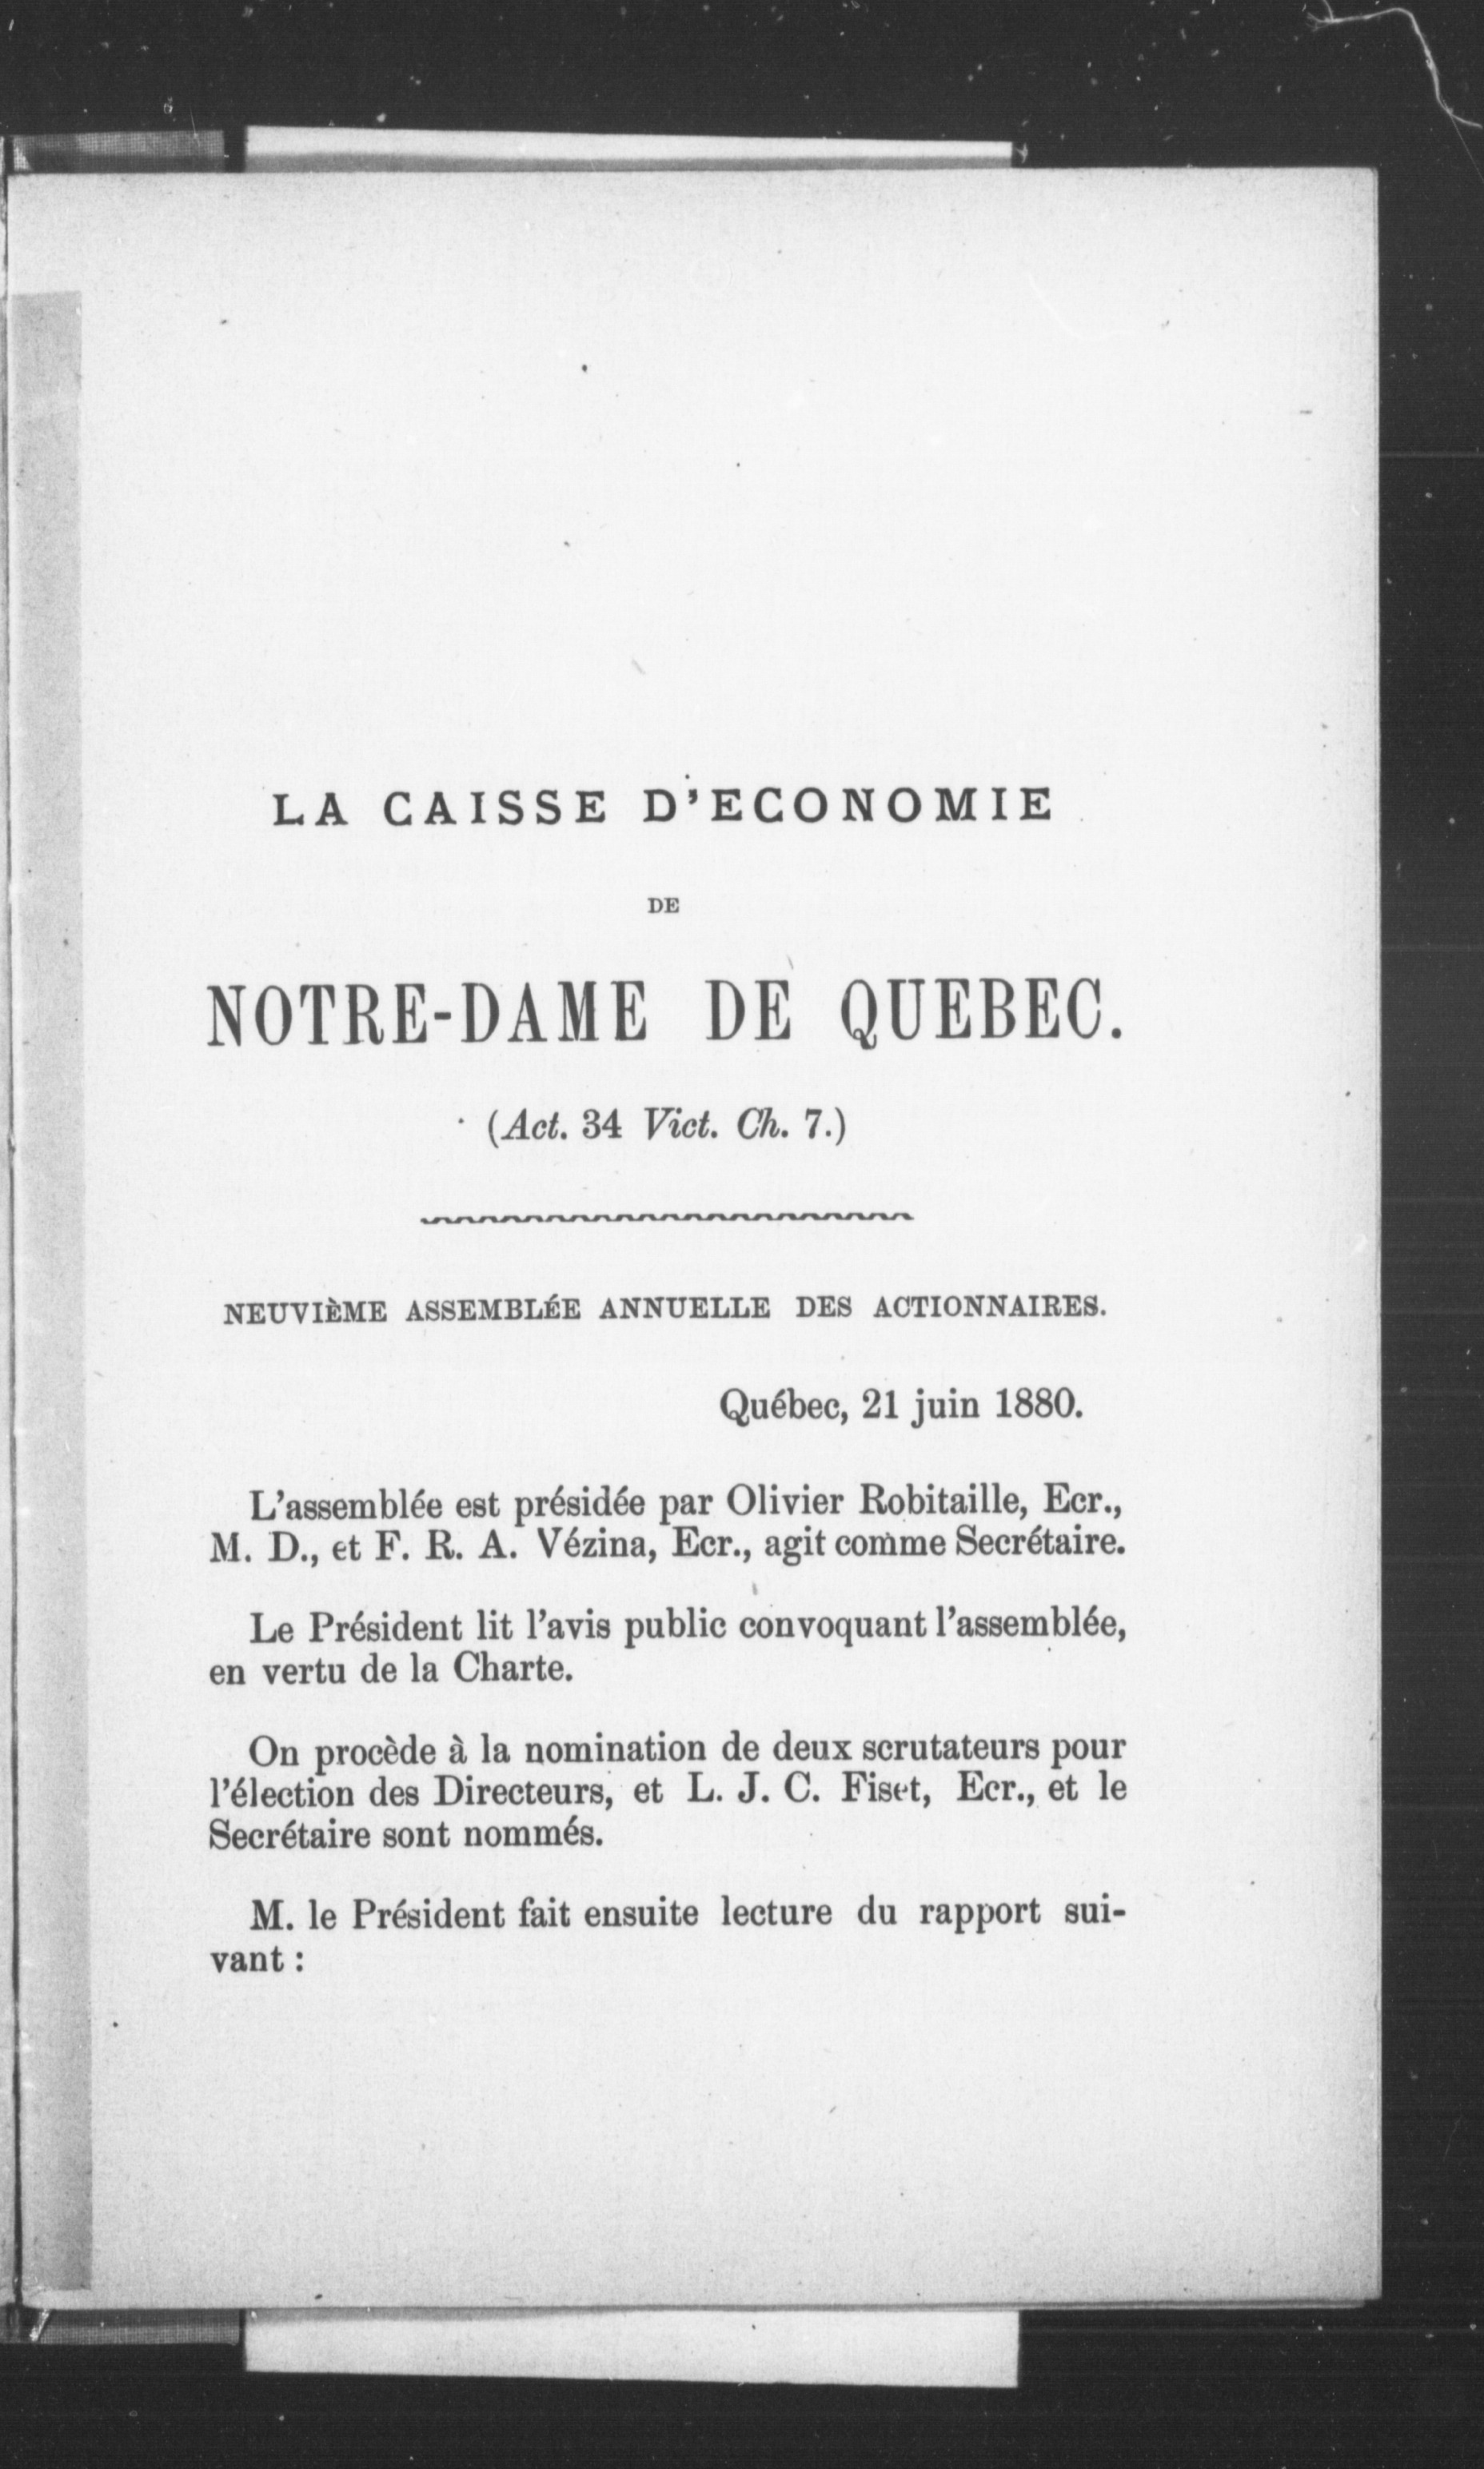 LA CAISSE D'ECONOMIE
DE
NOTRE-DAME DE QUEBEC.
(Act. 34 Vict. Ch. 7.)
NEUVIÈME ASSEMBLÉE ANNUELLE DES ACTIONNAIRES.
Québec, 21 juin 1880.
L'assemblée est présidée par Olivier Robitaille, Ecr.,
M. D., et F. R. A. Vézina, Ecr., agit comme Secrétaire.
Le Président lit l'avis public convoquant l'assemblée,
en vertu de la Charte.
On procède à la nomination de deux scrutateurs pour
l'élection des Directeurs, et L. J. C. Fiset, Ecr., et le
Secrétaire sont nommés.
M. le Président fait ensuite lecture du rapport sui-
vant :